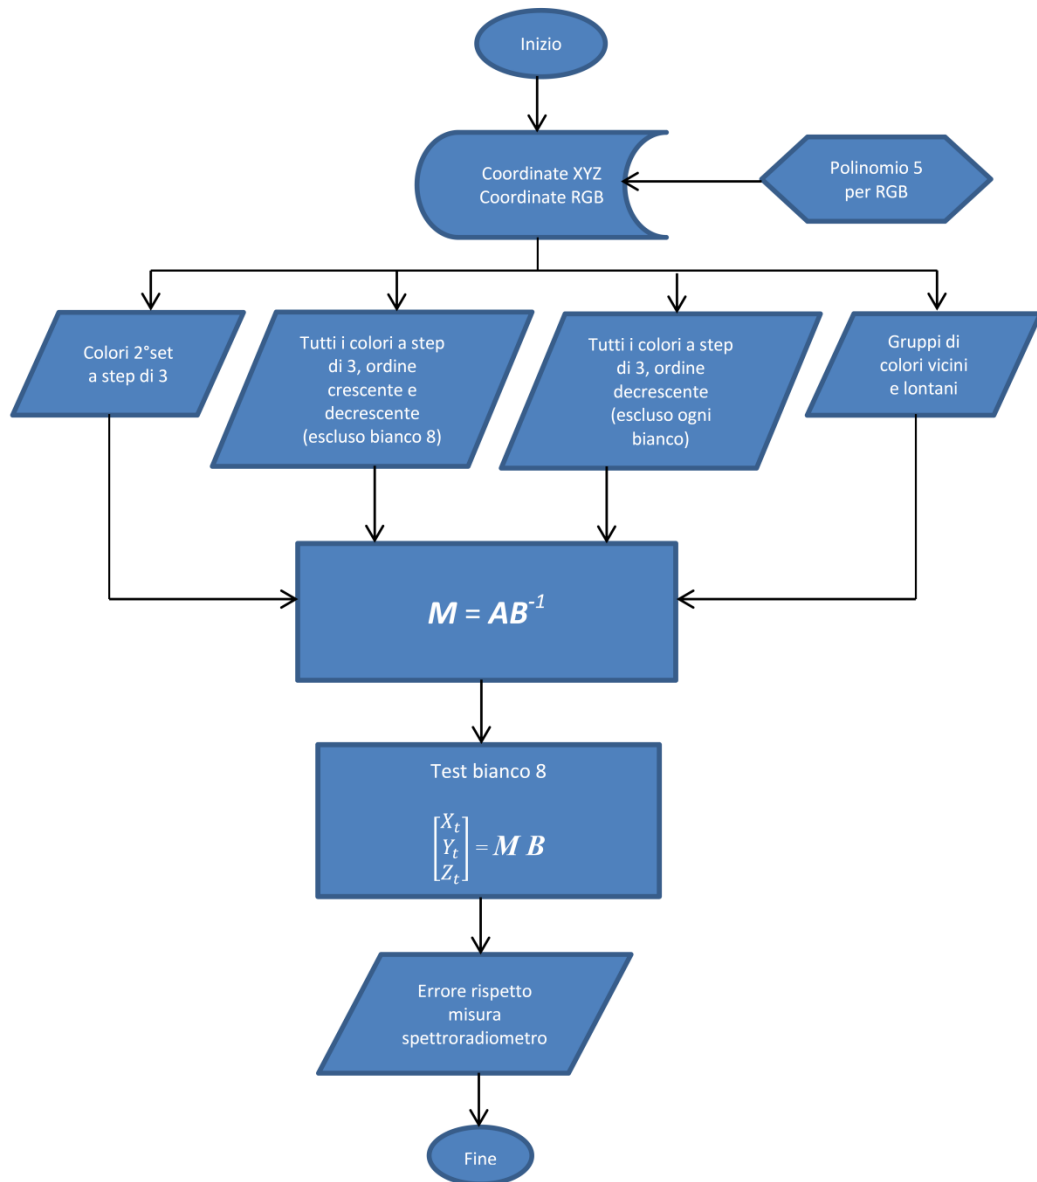 Inizio
Coordinate XYZ
Coordinate RGB
Polinomio 5
per RGB
Colori 2°set
a step di 3
Tutti i colori a step
di 3, ordine
crescente e
decrescente
(escluso bianco 8)
Tutti i colori a step
di 3, ordine
decrescente
(escluso ogni
bianco)
Gruppi di
colori vicini
e lontani
M = AB⁻¹
Test bianco 8
[Xₜ
Yₜ
Zₜ] = M B
Errore rispetto
misura
spettroradiometro
Fine